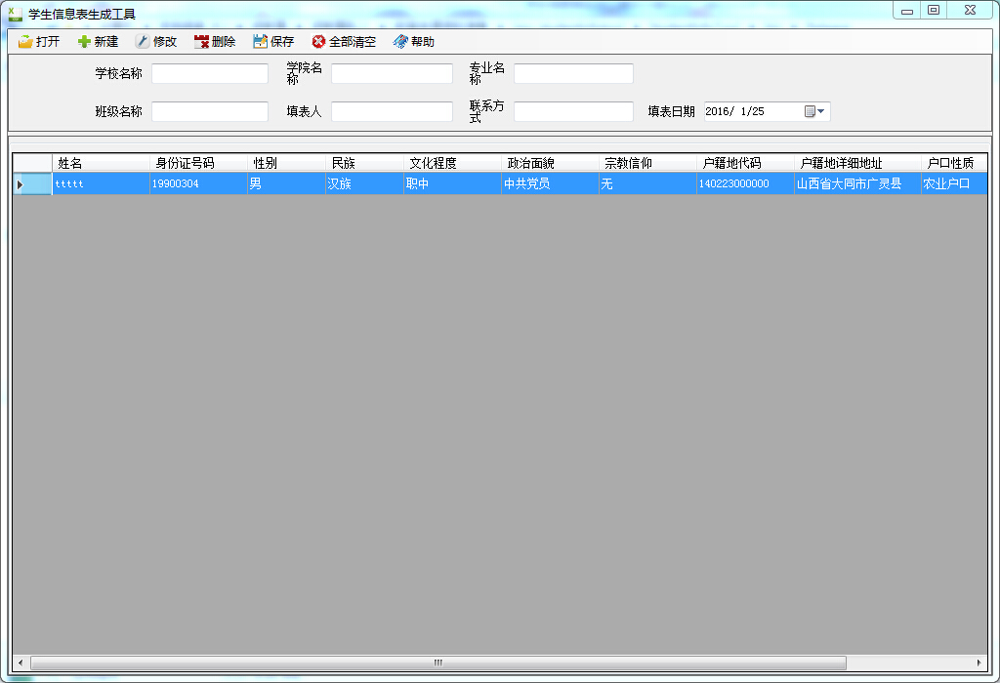 学生信息表生成工具
打开 新建 修改 删除 保存 全部清空 帮助
学校名称 学院名称 专业名称
班级名称 填表人 联系方式 填表日期 2016/ 1/25
姓名 身份证号码 性别 民族 文化程度 政治面貌 宗教信仰 户籍地代码 户籍地详细地址 户口性质
ttttt 19900304 男 汉族 职中 中共党员 无 140223000000 山西省大同市广灵县 农业户口